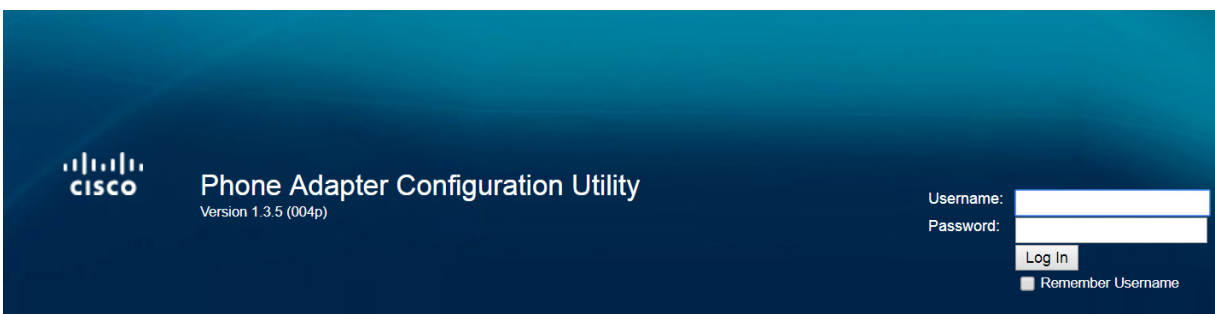 CISCO
Phone Adapter Configuration Utility
Version 1.3.5 (004p)
Username:
Password:
Log In
Remember Username